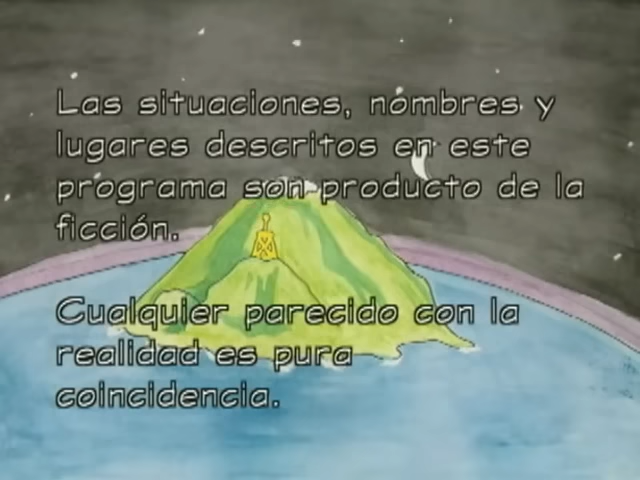 Las situaciones, nombres y
lugares descritos en este
programa son producto de la
ficción.
Cualquier parecido con la
realidad es pura
coincidencia.